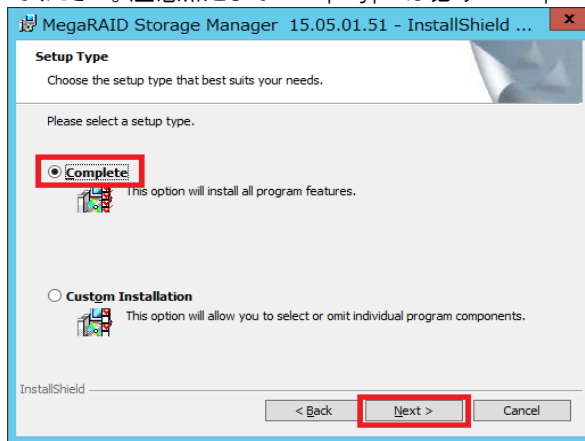 MegaRAID Storage Manager 15.05.01.51 - InstallShield ...
Setup Type
Choose the setup type that best suits your needs.
Please select a setup type.
Complete
This option will install all program features.
Custom Installation
This option will allow you to select or omit individual program components.
InstallShield
< Back
Next >
Cancel